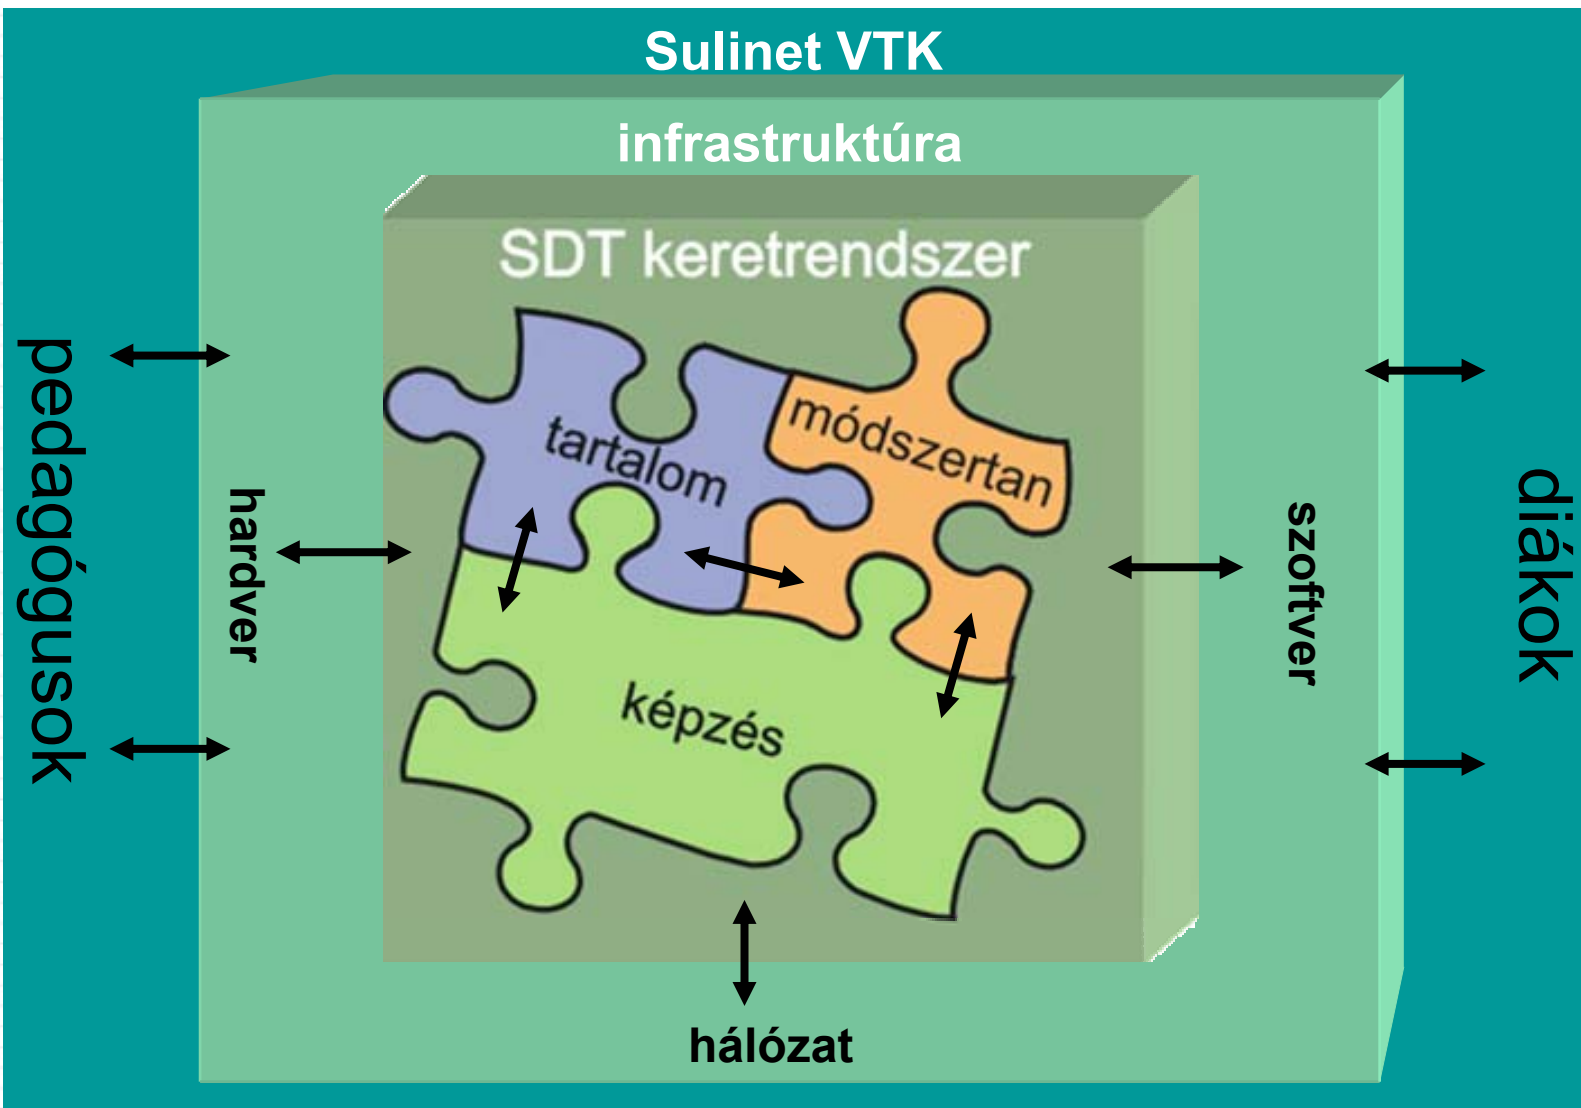 Sulinet VTK
infrastruktúra
SDT keretrendszer
pedagógusok
hardver
tartalom
módszertan
képzés
szoftver
diákok
hálózat